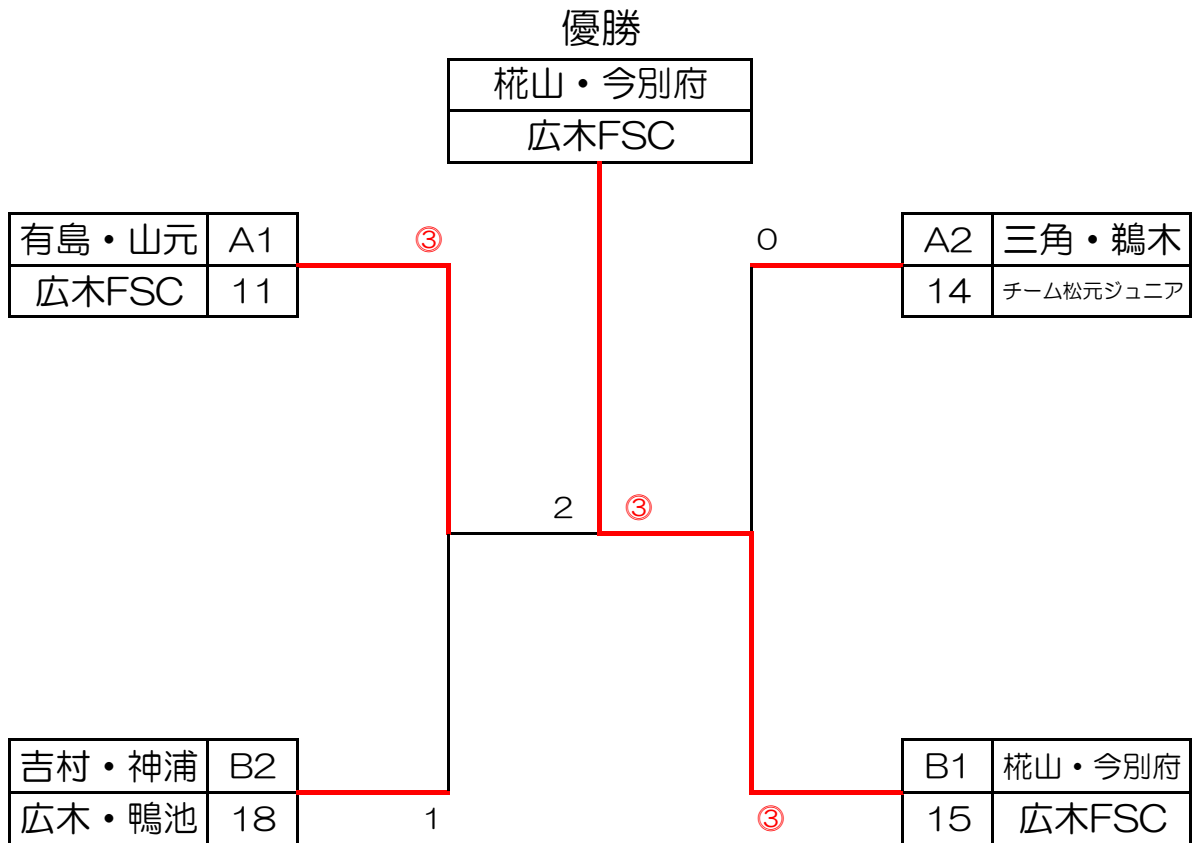 優勝
椛山・今別府
広木FSC
有島・山元 A1
広木FSC 11
③
0
A2 三角・鵜木
14 チーム松元ジュニア
2 ③
吉村・神浦 B2
広木・鴨池 18
1
③
B1 椛山・今別府
15 広木FSC